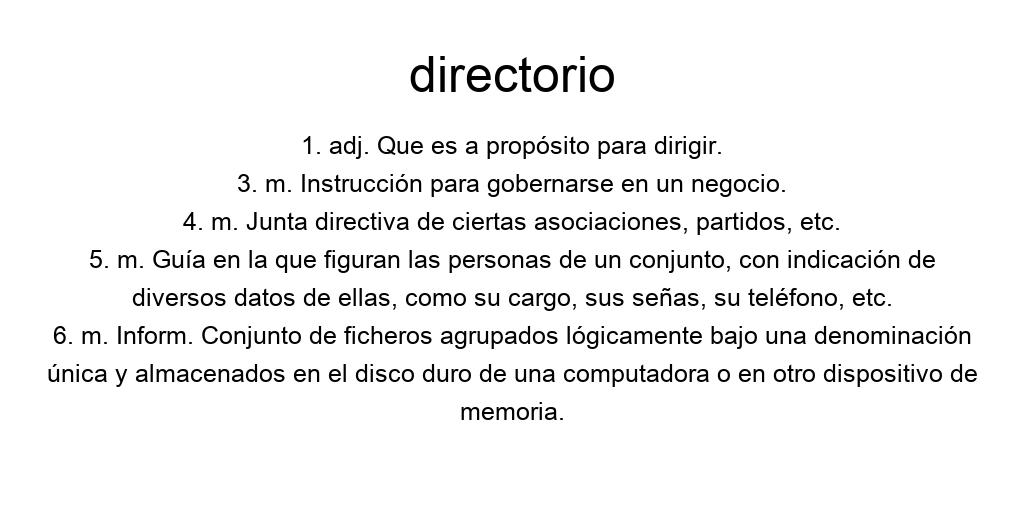 directorio
1. adj. Que es a propósito para dirigir.
3. m. Instrucción para gobernarse en un negocio.
4. m. Junta directiva de ciertas asociaciones, partidos, etc.
5. m. Guía en la que figuran las personas de un conjunto, con indicación de
diversos datos de ellas, como su cargo, sus señas, su teléfono, etc.
6. m. Inform. Conjunto de ficheros agrupados lógicamente bajo una denominación
única y almacenados en el disco duro de una computadora o en otro dispositivo de
memoria.